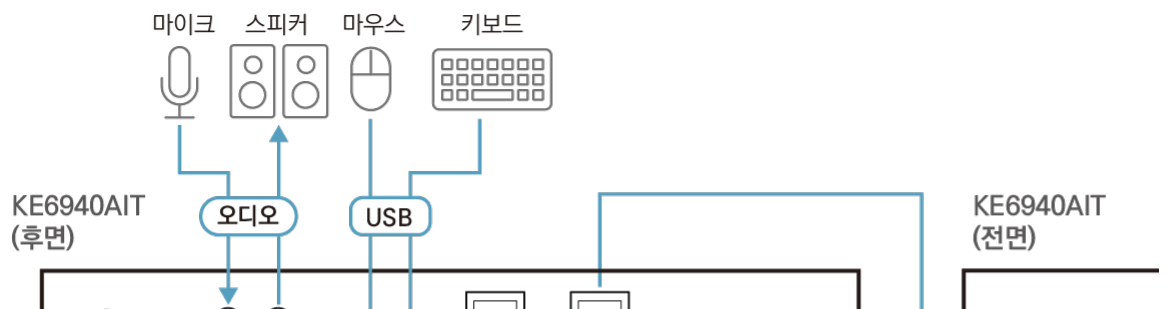 마이크
스피커
마우스
키보드
KE6940AIT
(후면)
오디오
USB
KE6940AIT
(전면)